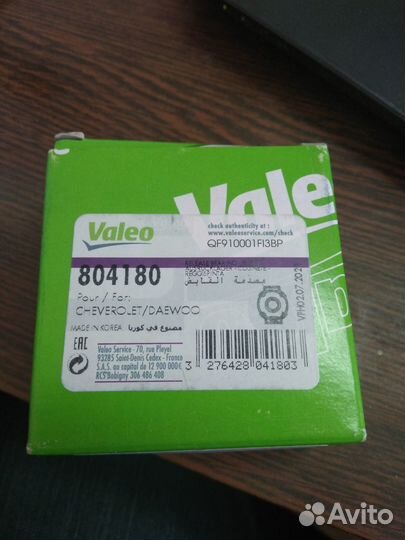 Valeo
Vale
check authenticity at :
www.valeoservice.com/check
QF910001FI3BP
804180
Pour / For:
CHEVEROLET/DAEWOO
MADE IN KOREA مصنوع في كوريا
EAC
Valeo Service - 70, rue Pleyel
93285 Saint-Denis Cedex - France
S.A.S. au capital de 12 900 000€
RCS Bobigny 306 486 408
3 276428 041803
Avito